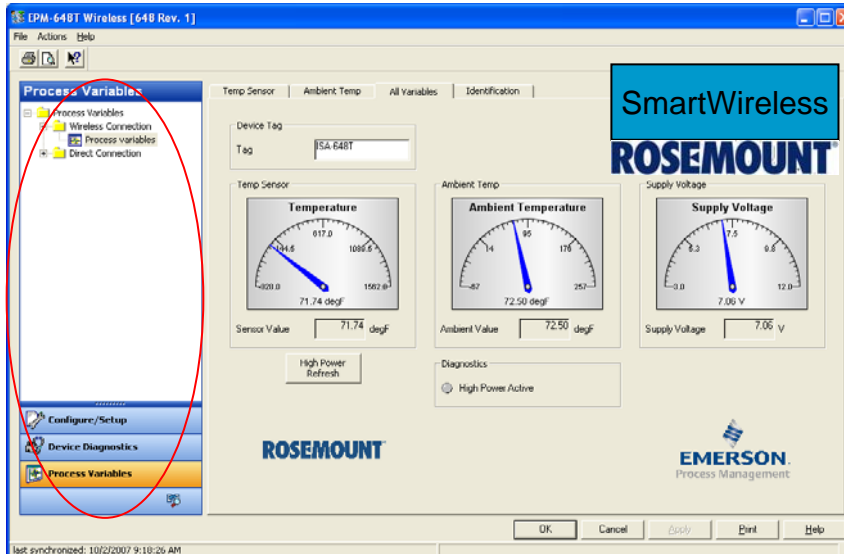 EPM-648T Wireless [648 Rev. 1]
File Actions Help
Process Variables
Process Variables
Wireless Connection
Process variables
Direct Connection
Configure/Setup
Device Diagnostics
Process Variables
Temp Sensor Ambient Temp All Variables Identification
SmartWireless
ROSEMOUNT
Device Tag
Tag ISA-648T
Temp Sensor
Temperature
617.0
144.5 1089.5
-328.0 1562.0
71.74 degF
Sensor Value 71.74 degF
Ambient Temp
Ambient Temperature
95
14 176
-67 257
72.50 degF
Ambient Value 72.50 degF
Supply Voltage
Supply Voltage
7.5
5.3 9.8
3.0 12.0
7.06 V
Supply Voltage 7.06 V
High Power
Refresh
Diagnostics
High Power Active
ROSEMOUNT
EMERSON.
Process Management
OK Cancel Apply Print Help
last synchronized: 10/2/2007 9:18:26 AM